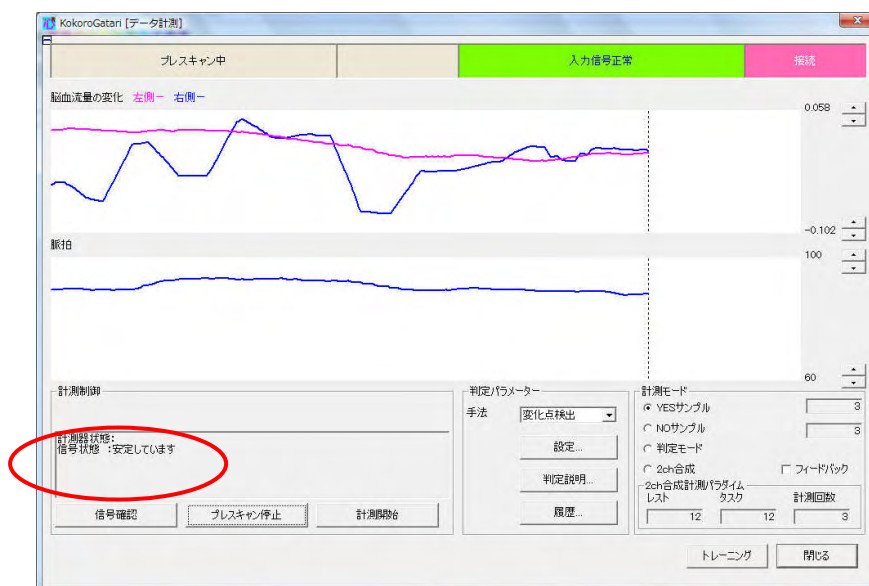 KokoroGatari [データ計測]
プレスキャン中
入力信号正常
接続
脳血流量の変化 左側ー 右側ー
0.058
-0.102
脈拍
100
60
計測制御
計測器状態:
信号状態 :安定しています
信号確認
プレスキャン停止
計測開始
判定パラメーター
手法
変化点検出
設定...
判定説明...
履歴...
計測モード
YESサンプル 3
NOサンプル 3
判定モード
2ch合成
フィードバック
2ch合成計測パラダイム
レスト タスク 計測回数
12 12 3
トレーニング
閉じる